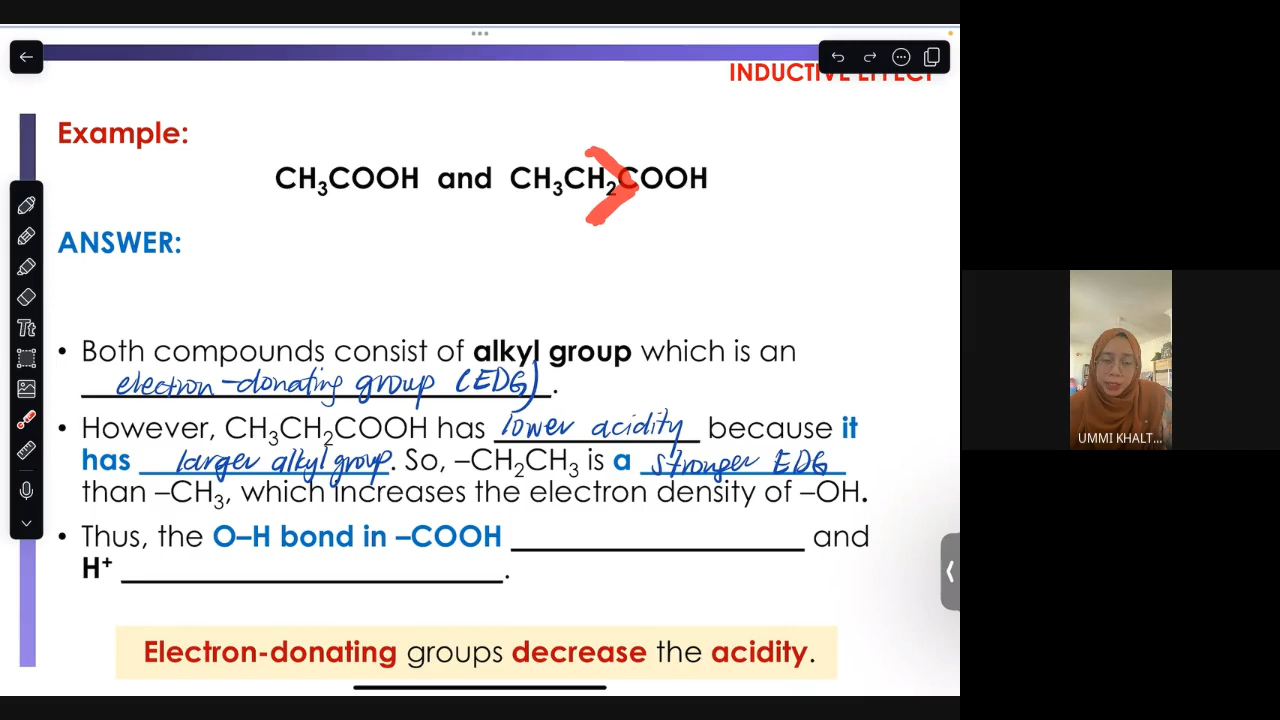 INDUCTIVE EFFECT
Example:
CH₃COOH and CH₃CH₂COOH
ANSWER:
• Both compounds consist of alkyl group which is an
electron-donating group (EDG).
• However, CH₃CH₂COOH has lower acidity because it
has larger alkyl group. So, –CH₂CH₃ is a stronger EDG
than –CH₃, which increases the electron density of –OH.
• Thus, the O–H bond in –COOH ____________________ and
H⁺ __________________________.
Electron-donating groups decrease the acidity.
Tt
UMMI KHALT...